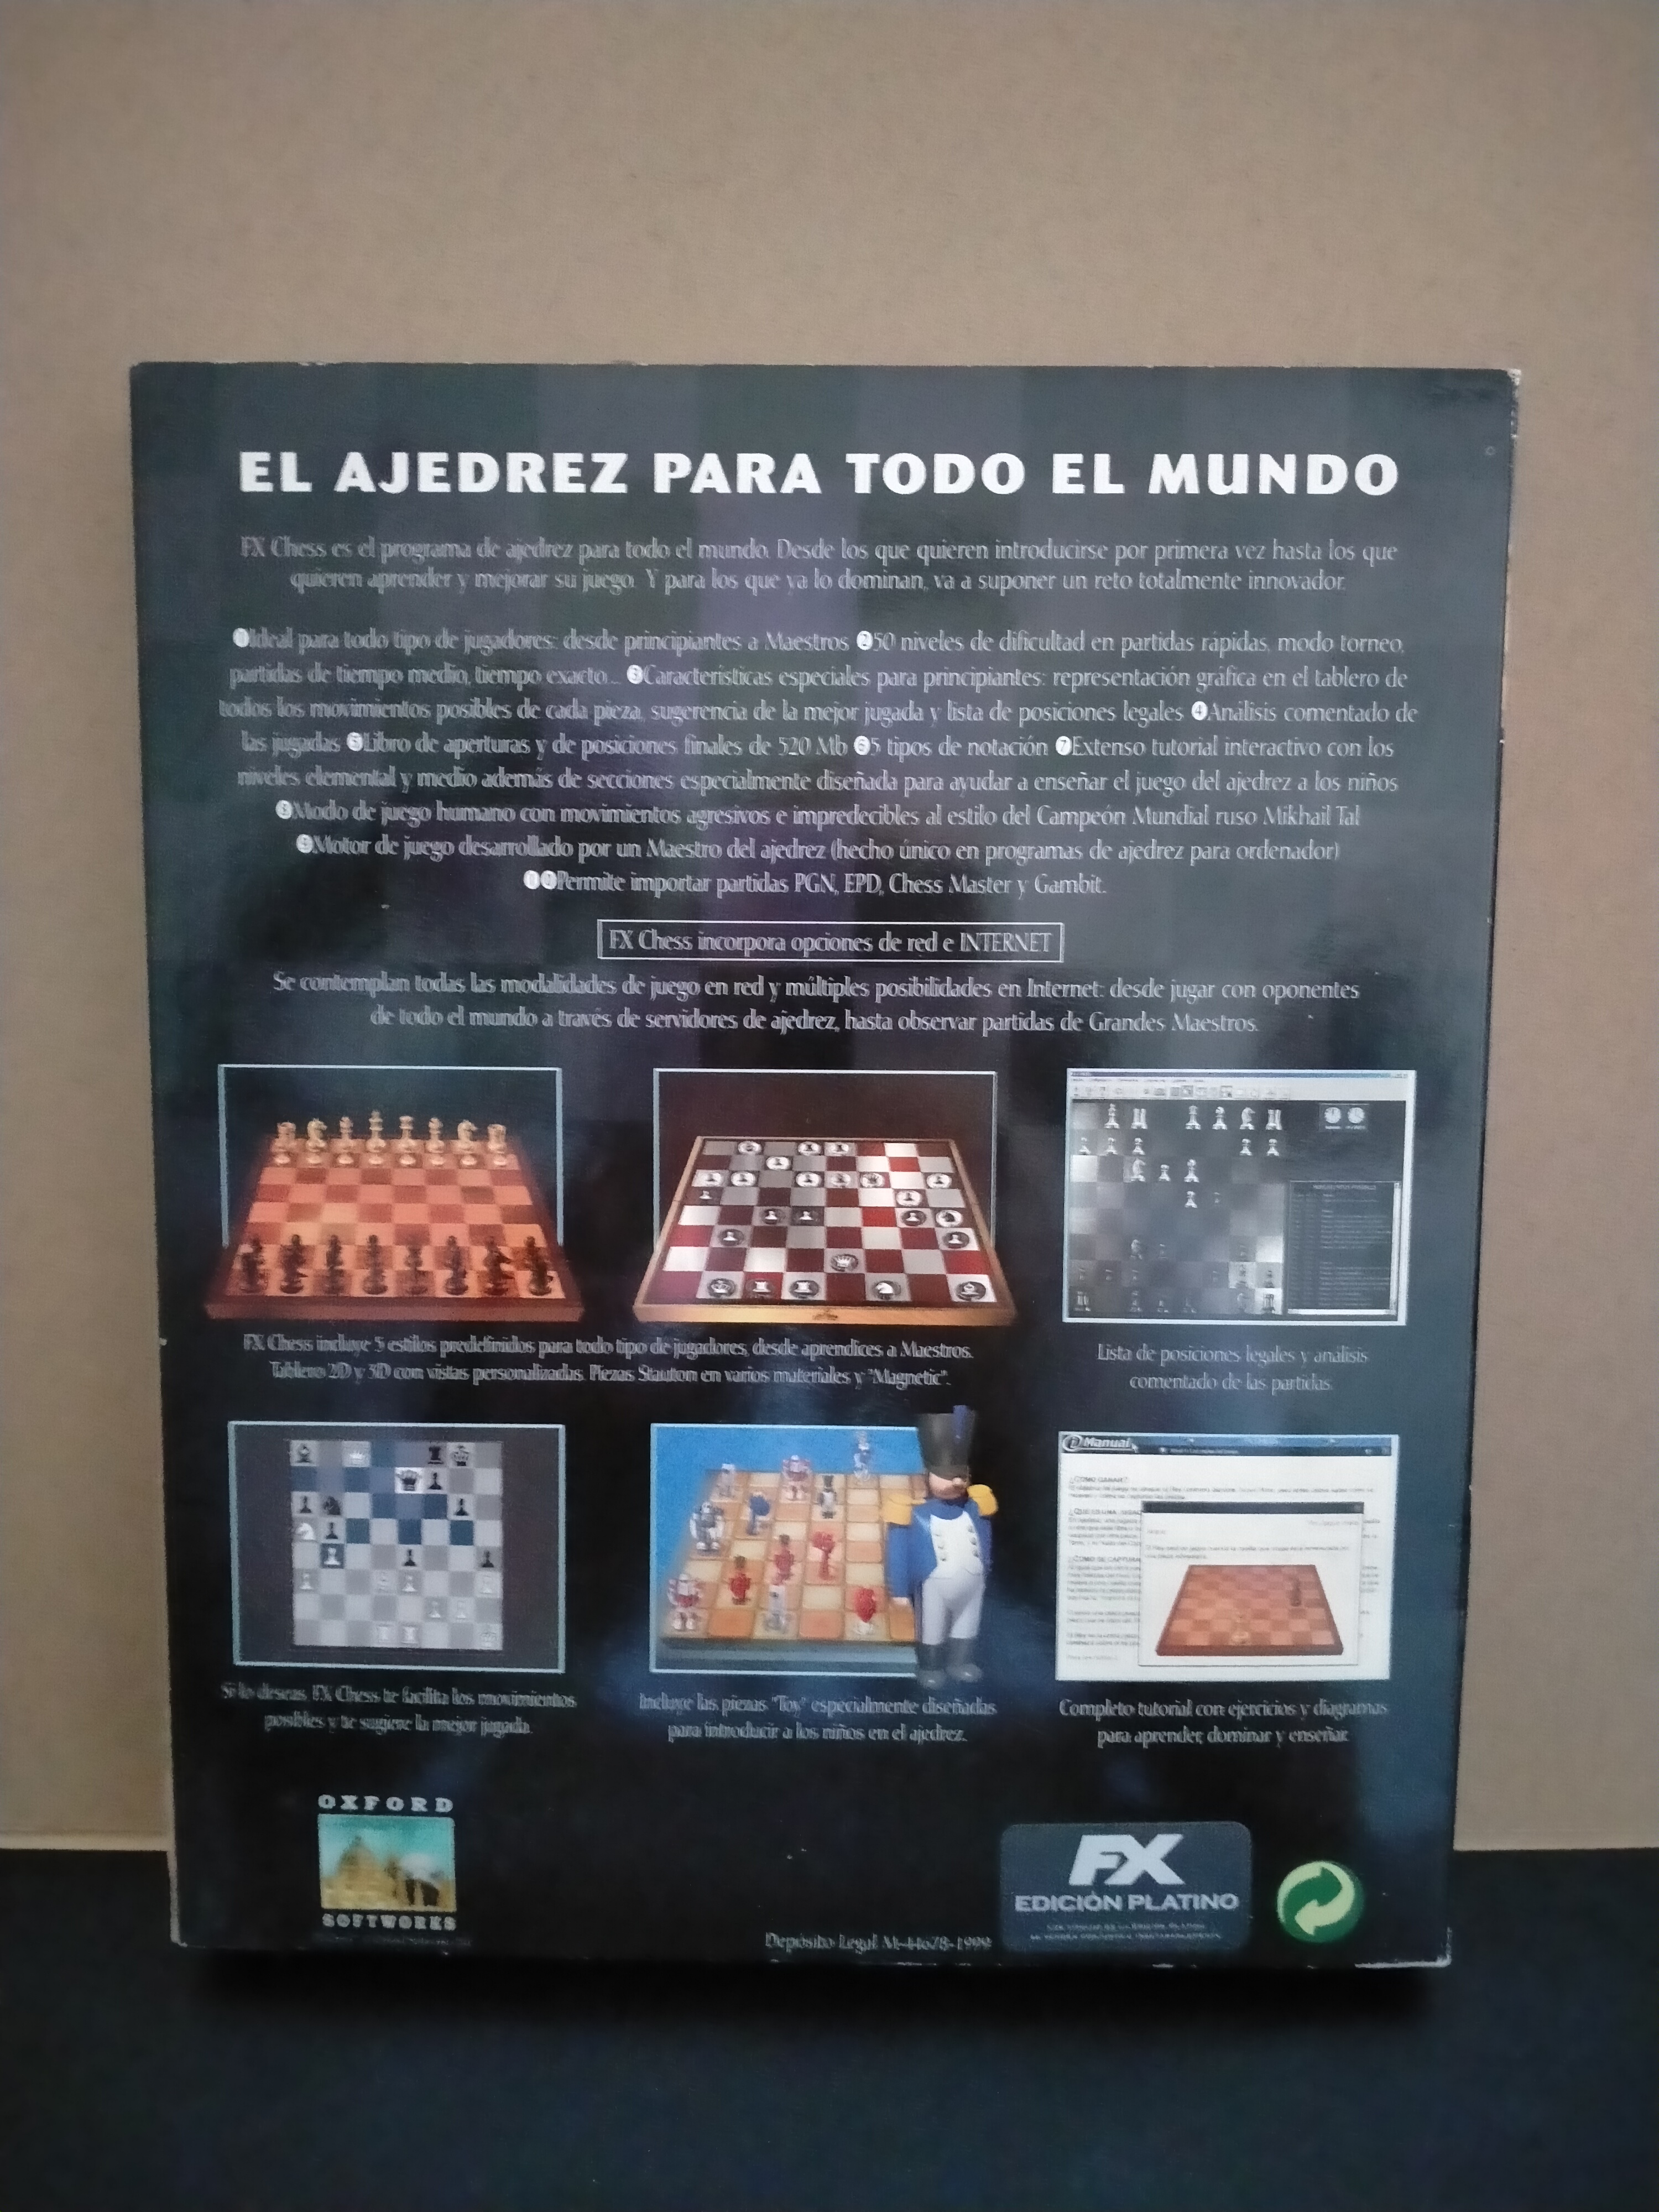 EL AJEDREZ PARA TODO EL MUNDO
FX Chess es el programa de ajedrez para todo el mundo. Desde los que quieren introducirse por primera vez hasta los que
quieren aprender y mejorar su juego. Y para los que ya lo dominan, va a suponer un reto totalmente innovador.
1Ideal para todo tipo de jugadores: desde principiantes a Maestros 250 niveles de dificultad en partidas rápidas, modo torneo,
partidas de tiempo medio, tiempo exacto... 3Características especiales para principiantes: representación gráfica en el tablero de
todos los movimientos posibles de cada pieza, sugerencia de la mejor jugada y lista de posiciones legales 4Análisis comentado de
las jugadas 5Libro de aperturas y de posiciones finales de 520 Mb 65 tipos de notación 7Extenso tutorial interactivo con los
niveles elemental y medio además de secciones especialmente diseñada para ayudar a enseñar el juego del ajedrez a los niños
8Modo de juego humano con movimientos agresivos e impredecibles al estilo del Campeón Mundial ruso Mikhail Tal
9Motor de juego desarrollado por un Maestro del ajedrez (hecho único en programas de ajedrez para ordenador)
10Permite importar partidas PGN, EPD, Chess Master y Gambit.
FX Chess incorpora opciones de red e INTERNET
Se contemplan todas las modalidades de juego en red y múltiples posibilidades en Internet: desde jugar con oponentes
de todo el mundo a través de servidores de ajedrez, hasta observar partidas de Grandes Maestros.
FX Chess incluye 5 estilos predefinidos para todo tipo de jugadores, desde aprendices a Maestros.
Tablero 2D y 3D con vistas personalizadas. Piezas Stauton en varios materiales y "Magnetic".
Lista de posiciones legales y análisis
comentado de las partidas.
Manual
¿COMO GANAR?
Si lo deseas, FX Chess te facilita los movimientos
posibles y te sugiere la mejor jugada.
Incluye las piezas "Toy" especialmente diseñadas
para introducir a los niños en el ajedrez.
Completo tutorial con ejercicios y diagramas
para aprender, dominar y enseñar.
OXFORD
SOFTWORKS
FX
EDICIÓN PLATINO
Depósito Legal M-44678-1999